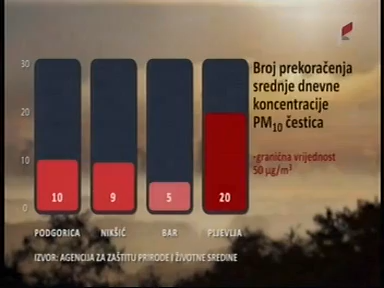 Broj prekoračenja
srednje dnevne
koncentracije
PM10 čestica
-granična vrijednost
50 µg/m³
30
20
10
0
10
9
5
20
PODGORICA
NIKŠIĆ
BAR
PLJEVLJA
IZVOR: AGENCIJA ZA ZAŠTITU PRIRODE I ŽIVOTNE SREDINE